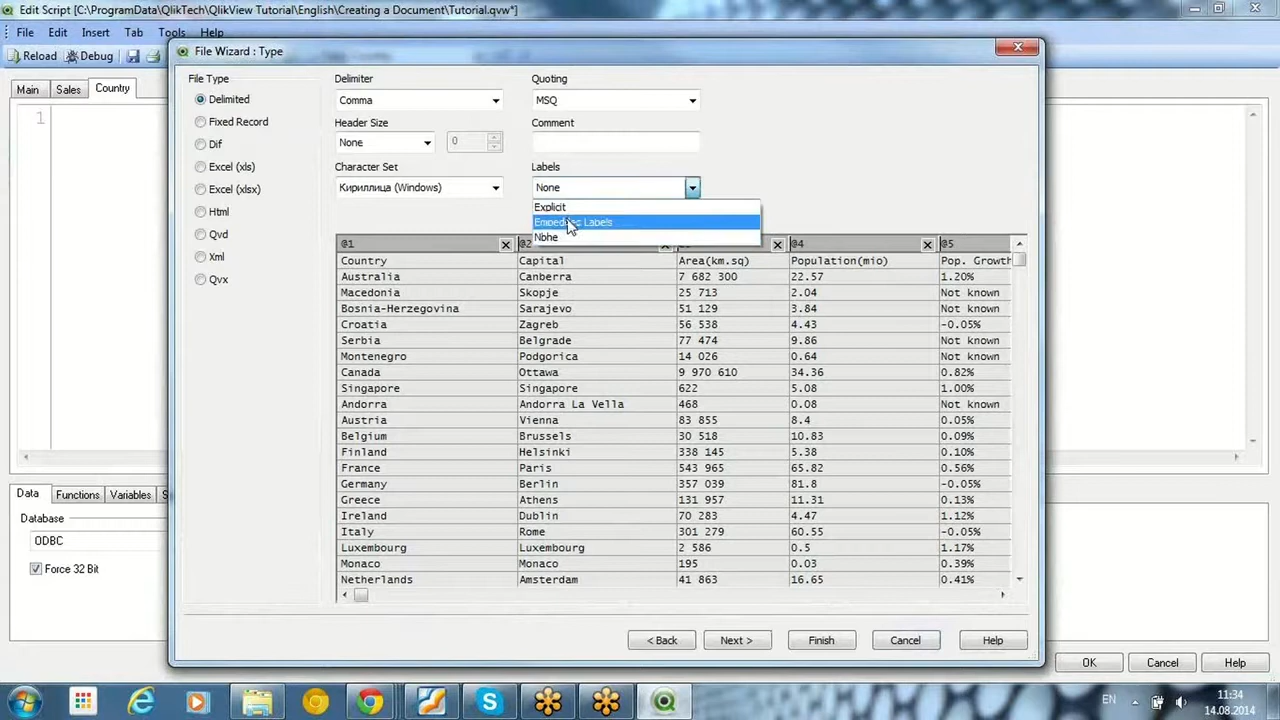 Edit Script [C:\ProgramData\QlikTech\QlikView Tutorial\English\Creating a Document\Tutorial.qvw*]
File Edit Insert Tab Tools Help
Reload Debug
Main Sales Country
1
File Wizard : Type
File Type
Delimited
Fixed Record
Dif
Excel (xls)
Excel (xlsx)
Html
Qvd
Xml
Qvx
Delimiter Quoting
Comma MSQ
Header Size Comment
None 0
Character Set Labels
Кириллица (Windows) None
Explicit
Embedded Labels
None
@1 @2 @4 @5
Country Capital Area(km.sq) Population(mio) Pop. Growth
Australia Canberra 7 682 300 22.57 1.20%
Macedonia Skopje 25 713 2.04 Not known
Bosnia-Herzegovina Sarajevo 51 129 3.84 Not known
Croatia Zagreb 56 538 4.43 -0.05%
Serbia Belgrade 77 474 9.86 Not known
Montenegro Podgorica 14 026 0.64 Not known
Canada Ottawa 9 970 610 34.36 0.82%
Singapore Singapore 622 5.08 1.00%
Andorra Andorra La Vella 468 0.08 Not known
Austria Vienna 83 855 8.4 0.05%
Belgium Brussels 30 518 10.83 0.09%
Finland Helsinki 338 145 5.38 0.10%
France Paris 543 965 65.82 0.56%
Germany Berlin 357 039 81.8 -0.05%
Greece Athens 131 957 11.31 0.13%
Ireland Dublin 70 283 4.47 1.12%
Italy Rome 301 279 60.55 -0.05%
Luxembourg Luxembourg 2 586 0.5 1.17%
Monaco Monaco 195 0.03 0.39%
Netherlands Amsterdam 41 863 16.65 0.41%
< Back Next > Finish Cancel Help
Data Functions Variables
Database
ODBC
Force 32 Bit
OK Cancel Help
EN 11:34
14.08.2014